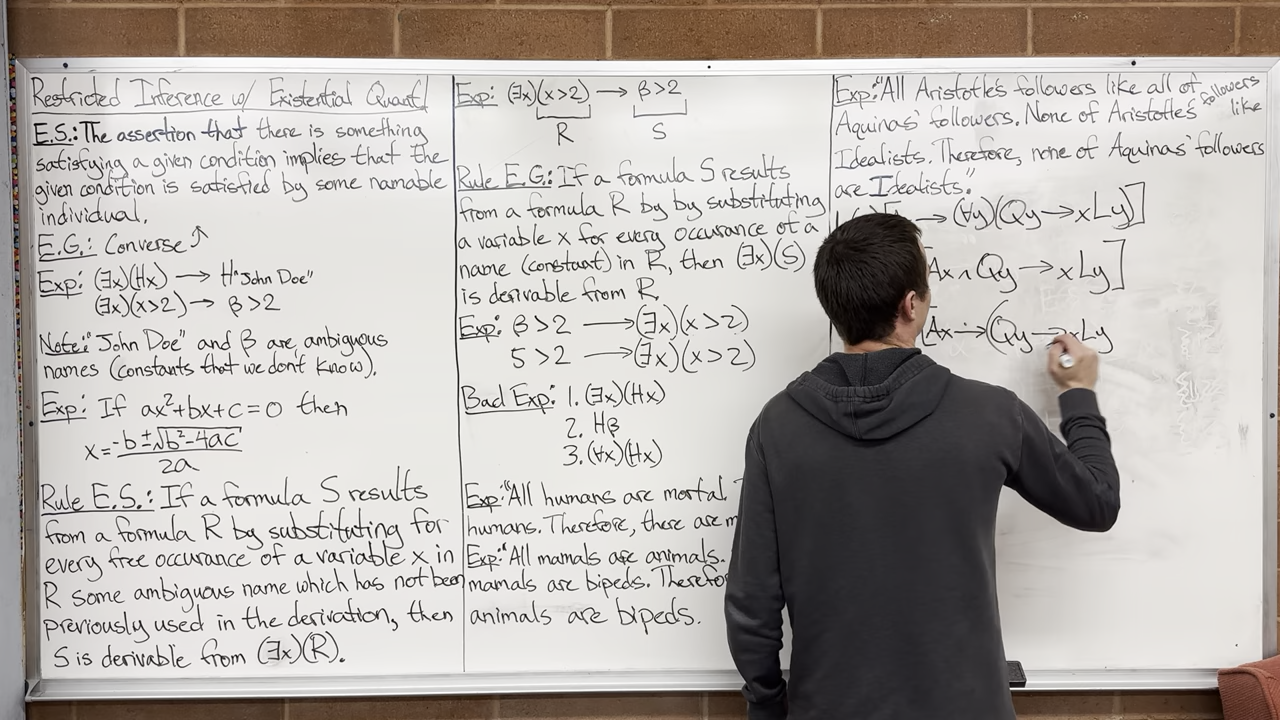 Restricted Inference w/ Existential Quant
E.S.: The assertion that there is something
satisfying a given condition implies that the
given condition is satisfied by some namable
individual.
E.G.: Converse ↑
Exp: (∃x)(Hx) → H"John Doe"
(∃x)(x>2) → β>2
Note: "John Doe" and β are ambiguous
names (constants that we don't know).
Exp: If ax²+bx+c=0 then
x = -b±√b²-4ac
2a
Rule E.S.: If a formula S results
from a formula R by substituting for
every free occurance of a variable x in
R some ambiguous name which has not been
previously used in the derivation, then
S is derivable from (∃x)(R).
Exp: (∃x)(x>2) → β>2
R S
Rule E.G.: If a formula S results
from a formula R by by substituting
a variable x for every occurance of a
name (constant) in R, then (∃x)(S)
is derivable from R
Exp: β>2 → (∃x)(x>2)
5>2 → (∃x)(x>2)
Bad Exp: 1. (∃x)(Hx)
2. Hβ
3. (∀x)(Hx)
Exp: "All humans are mortal.
humans. Therefore, there are
Exp: "All mamals are animals.
mamals are bipeds.
animals are bipeds.
Exp: "All Aristotle's followers like all of
Aquinas' followers. None of Aristotle's followers like
Idealists. Therefore, none of Aquinas' followers
are Idealists."
→ (∀y)(Qy → xLy)]
Ax ∧ Qy → xLy]
Ax → (Qy → xLy